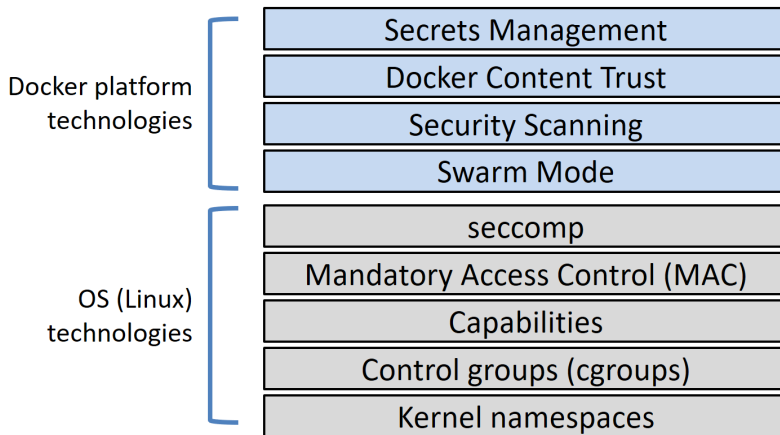 Docker platform
technologies
Secrets Management
Docker Content Trust
Security Scanning
Swarm Mode
OS (Linux)
technologies
seccomp
Mandatory Access Control (MAC)
Capabilities
Control groups (cgroups)
Kernel namespaces